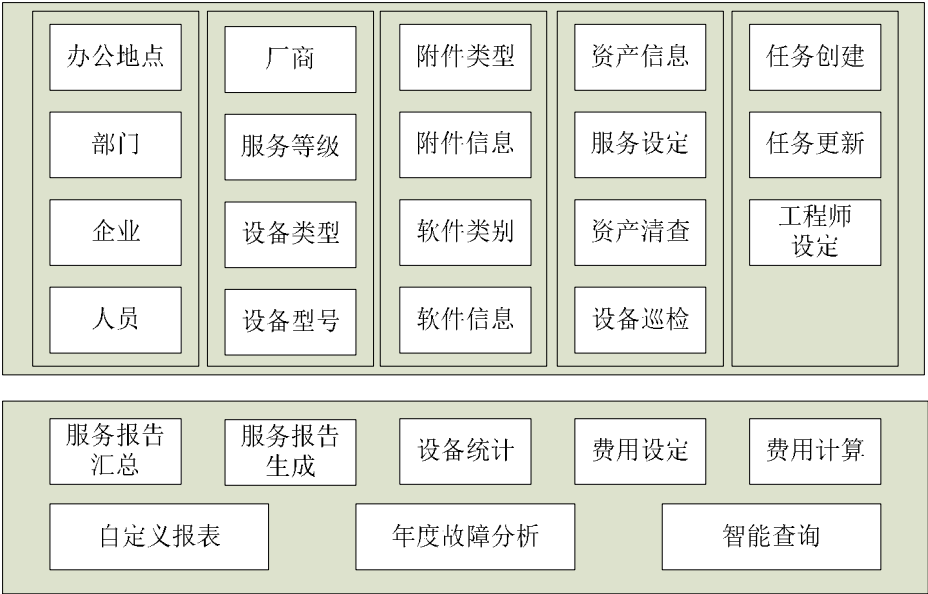 办公地点
部门
企业
人员
厂商
服务等级
设备类型
设备型号
附件类型
附件信息
软件类别
软件信息
资产信息
服务设定
资产清查
设备巡检
任务创建
任务更新
工程师
设定
服务报告
汇总
服务报告
生成
设备统计
费用设定
费用计算
自定义报表
年度故障分析
智能查询